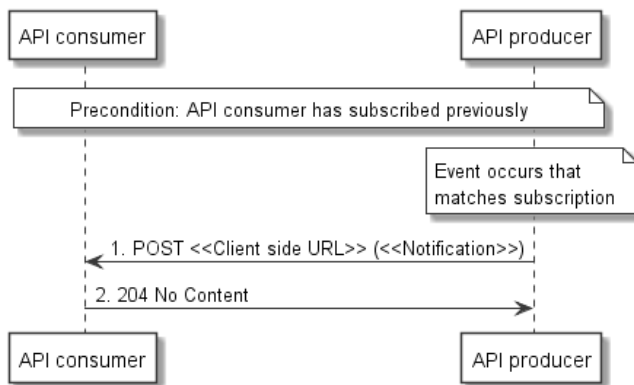 API consumer
API producer
Precondition: API consumer has subscribed previously
Event occurs that
matches subscription
1. POST <<Client side URL>> (<<Notification>>)
2. 204 No Content
API consumer
API producer